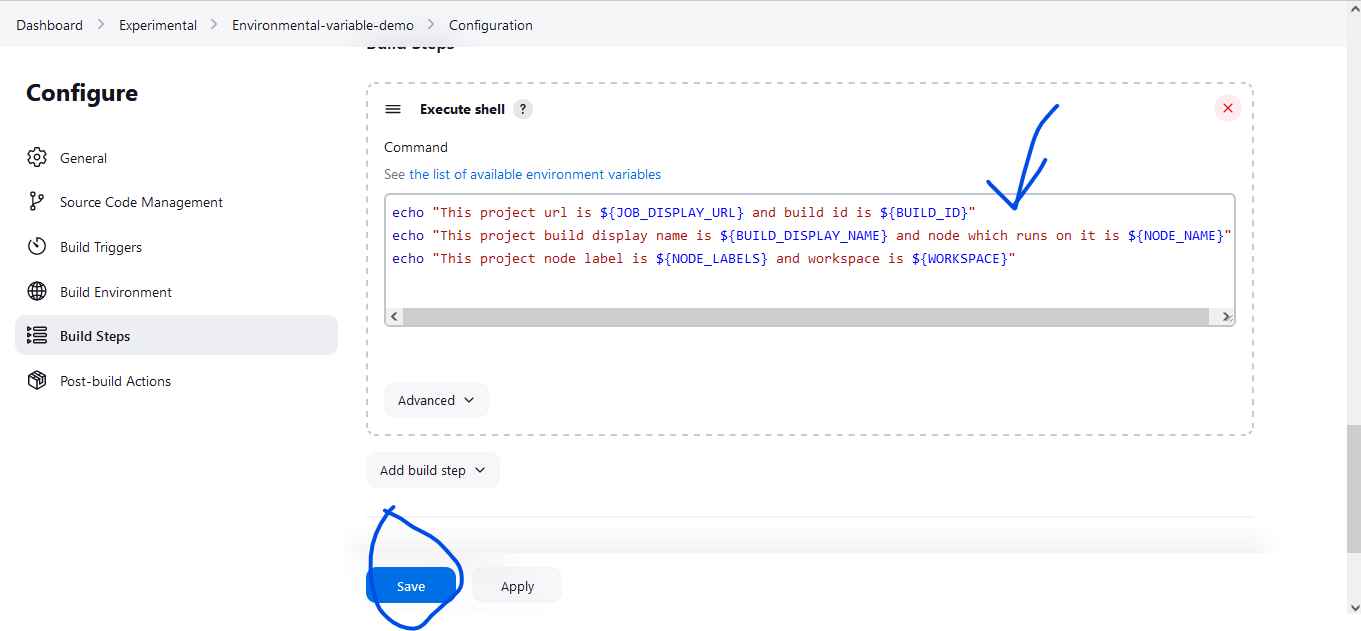 Dashboard > Experimental > Environmental-variable-demo > Configuration
Build Steps
Configure
General
Source Code Management
Build Triggers
Build Environment
Build Steps
Post-build Actions
Execute shell ?
Command
See the list of available environment variables
echo "This project url is ${JOB_DISPLAY_URL} and build id is ${BUILD_ID}"
echo "This project build display name is ${BUILD_DISPLAY_NAME} and node which runs on it is ${NODE_NAME}"
echo "This project node label is ${NODE_LABELS} and workspace is ${WORKSPACE}"
Advanced
Add build step
Save
Apply